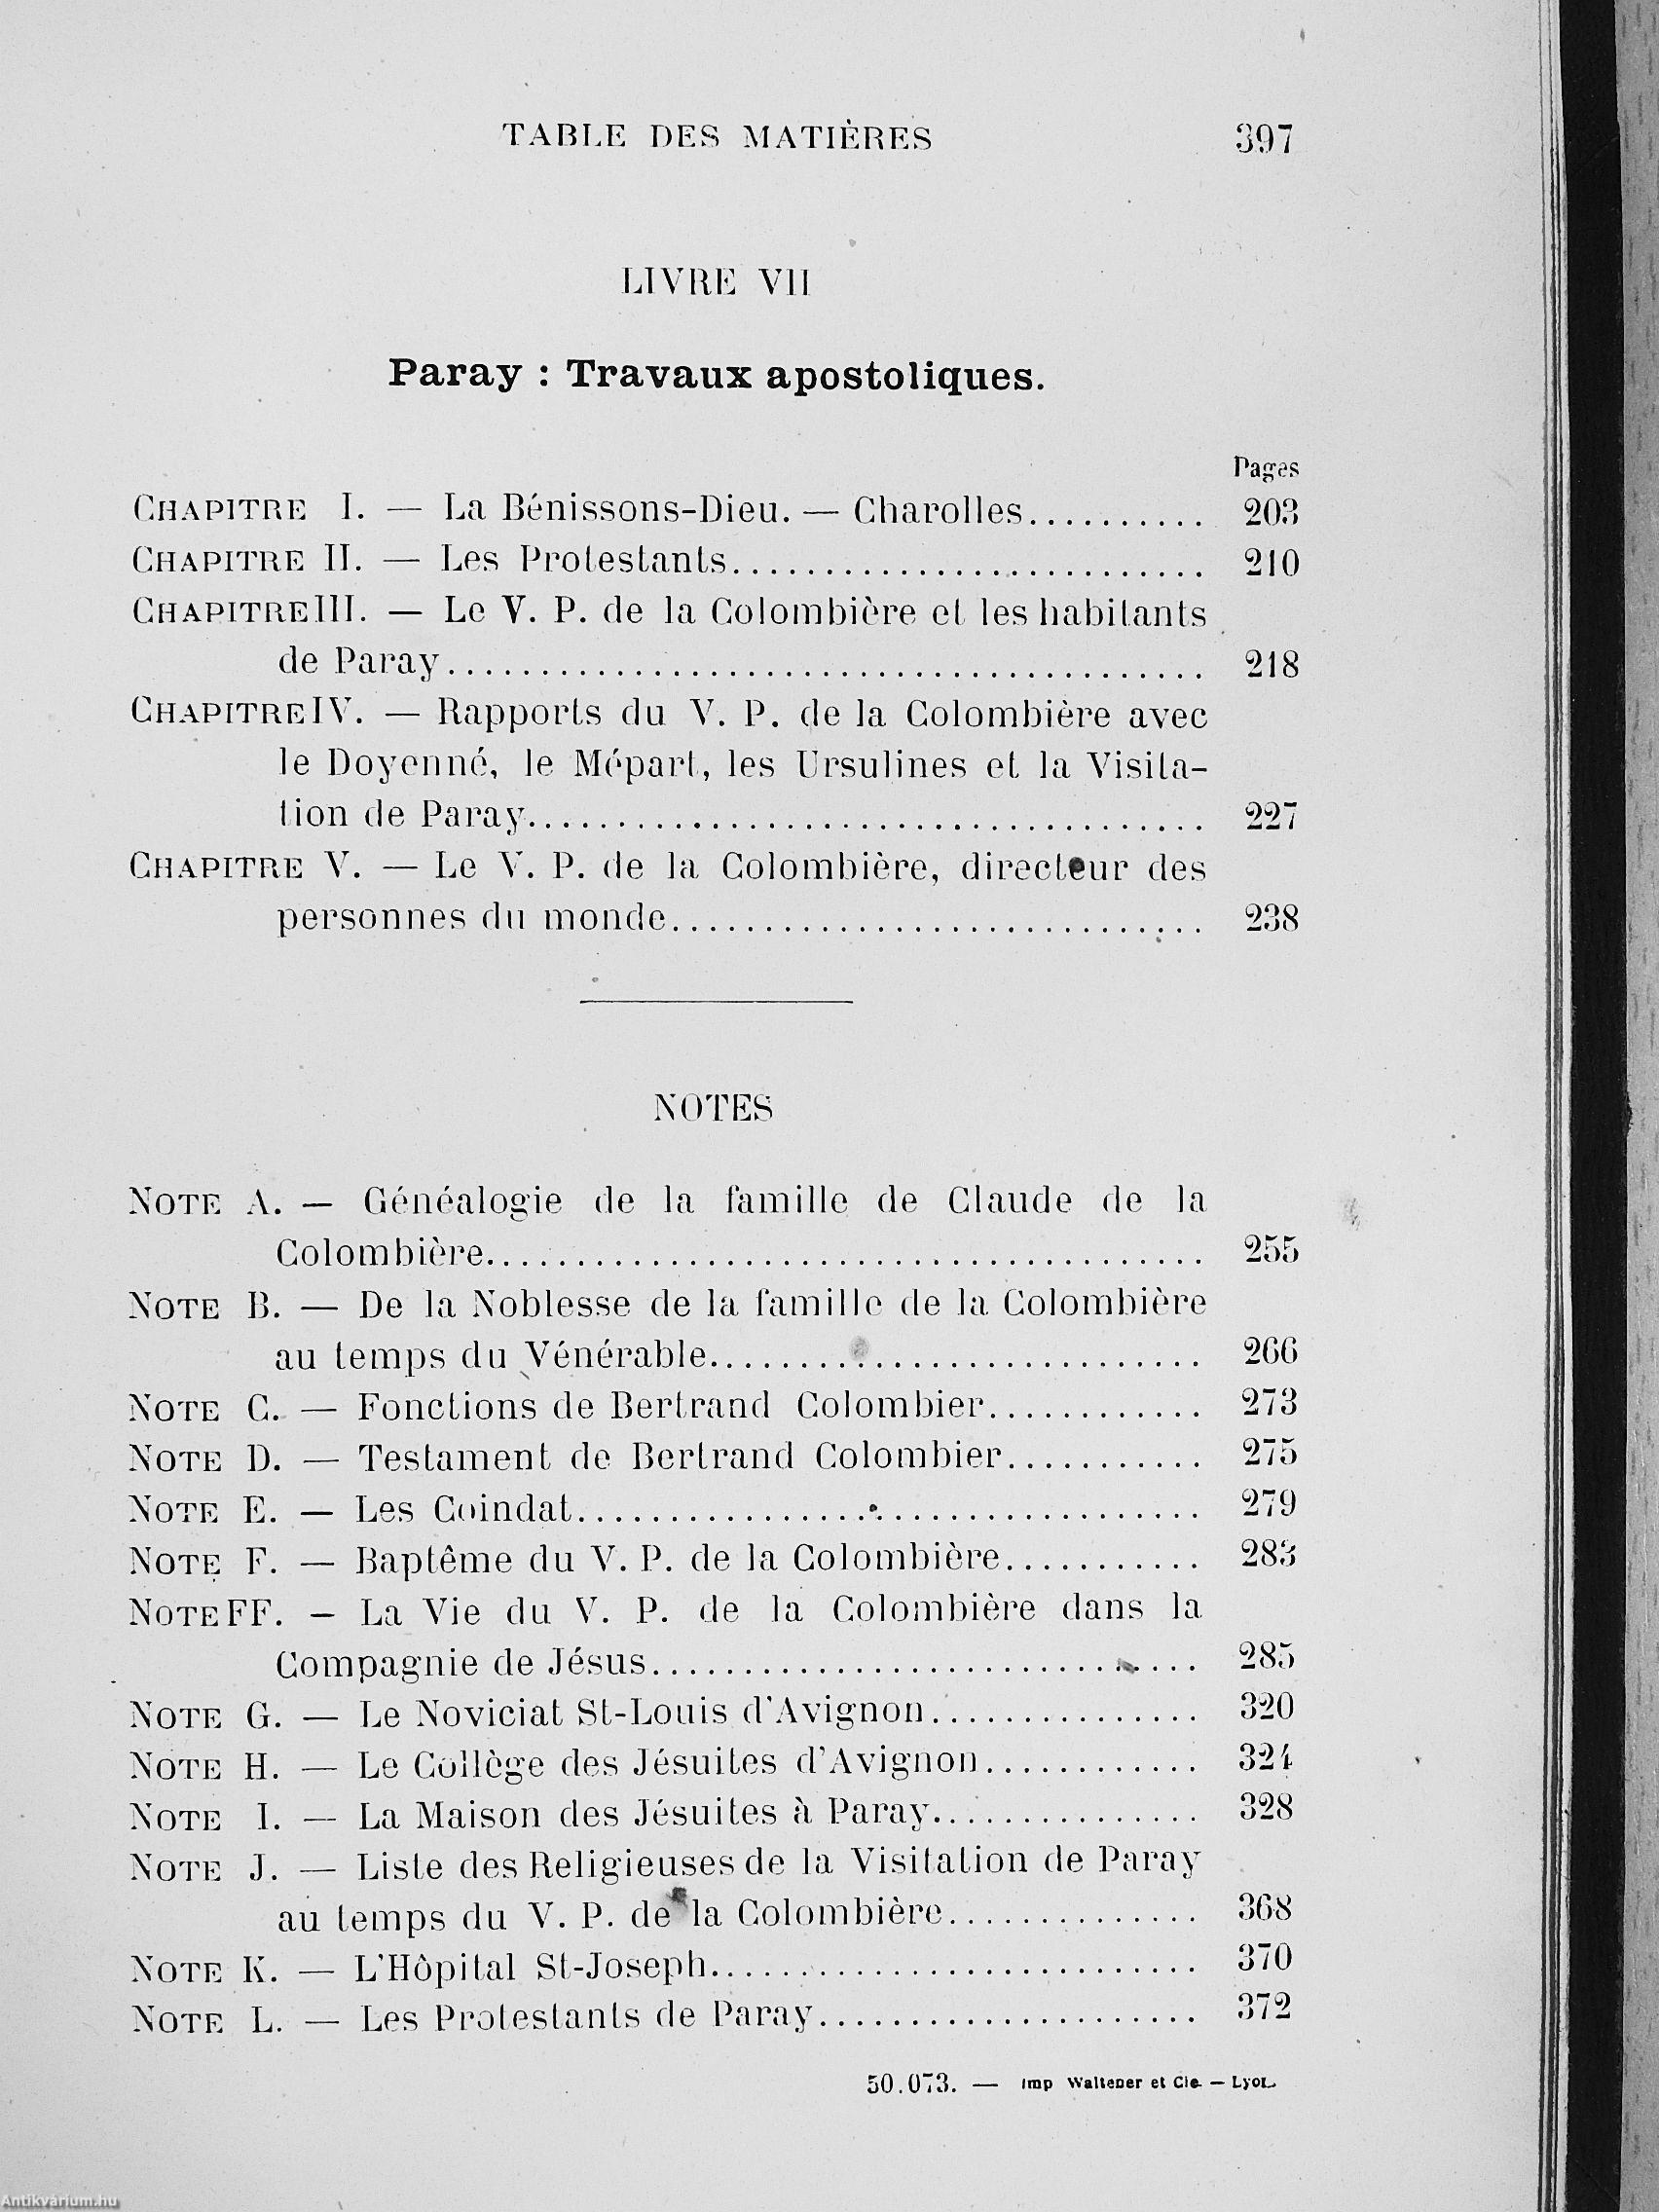 TABLE DES MATIÈRES 397
LIVRE VII
Paray : Travaux apostoliques.
Pages
CHAPITRE I. — La Bénissons-Dieu. — Charolles.......... 203
CHAPITRE II. — Les Protestants.......................... 210
CHAPITRE III. — Le V. P. de la Colombière et les habitants
de Paray.......................................... 218
CHAPITRE IV. — Rapports du V. P. de la Colombière avec
le Doyenné, le Mépart, les Ursulines et la Visita-
tion de Paray..................................... 227
CHAPITRE V. — Le V. P. de la Colombière, directeur des
personnes du monde............................. 238
NOTES
NOTE A. — Généalogie de la famille de Claude de la
Colombière....................................... 255
NOTE B. — De la Noblesse de la famille de la Colombière
au temps du Vénérable........................... 266
NOTE C. — Fonctions de Bertrand Colombier............ 273
NOTE D. — Testament de Bertrand Colombier........... 275
NOTE E. — Les Coindat.................................. 279
NOTE F. — Baptême du V. P. de la Colombière........... 283
NOTE FF. — La Vie du V. P. de la Colombière dans la
Compagnie de Jésus.............................. 285
NOTE G. — Le Noviciat St-Louis d'Avignon............... 320
NOTE H. — Le Collège des Jésuites d'Avignon............ 324
NOTE I. — La Maison des Jésuites à Paray............... 328
NOTE J. — Liste des Religieuses de la Visitation de Paray
au temps du V. P. de la Colombière.............. 368
NOTE K. — L'Hôpital St-Joseph........................... 370
NOTE L. — Les Protestants de Paray..................... 372
50.073. — Imp Waltener et Cie. — Lyon.
Antikvárium.hu